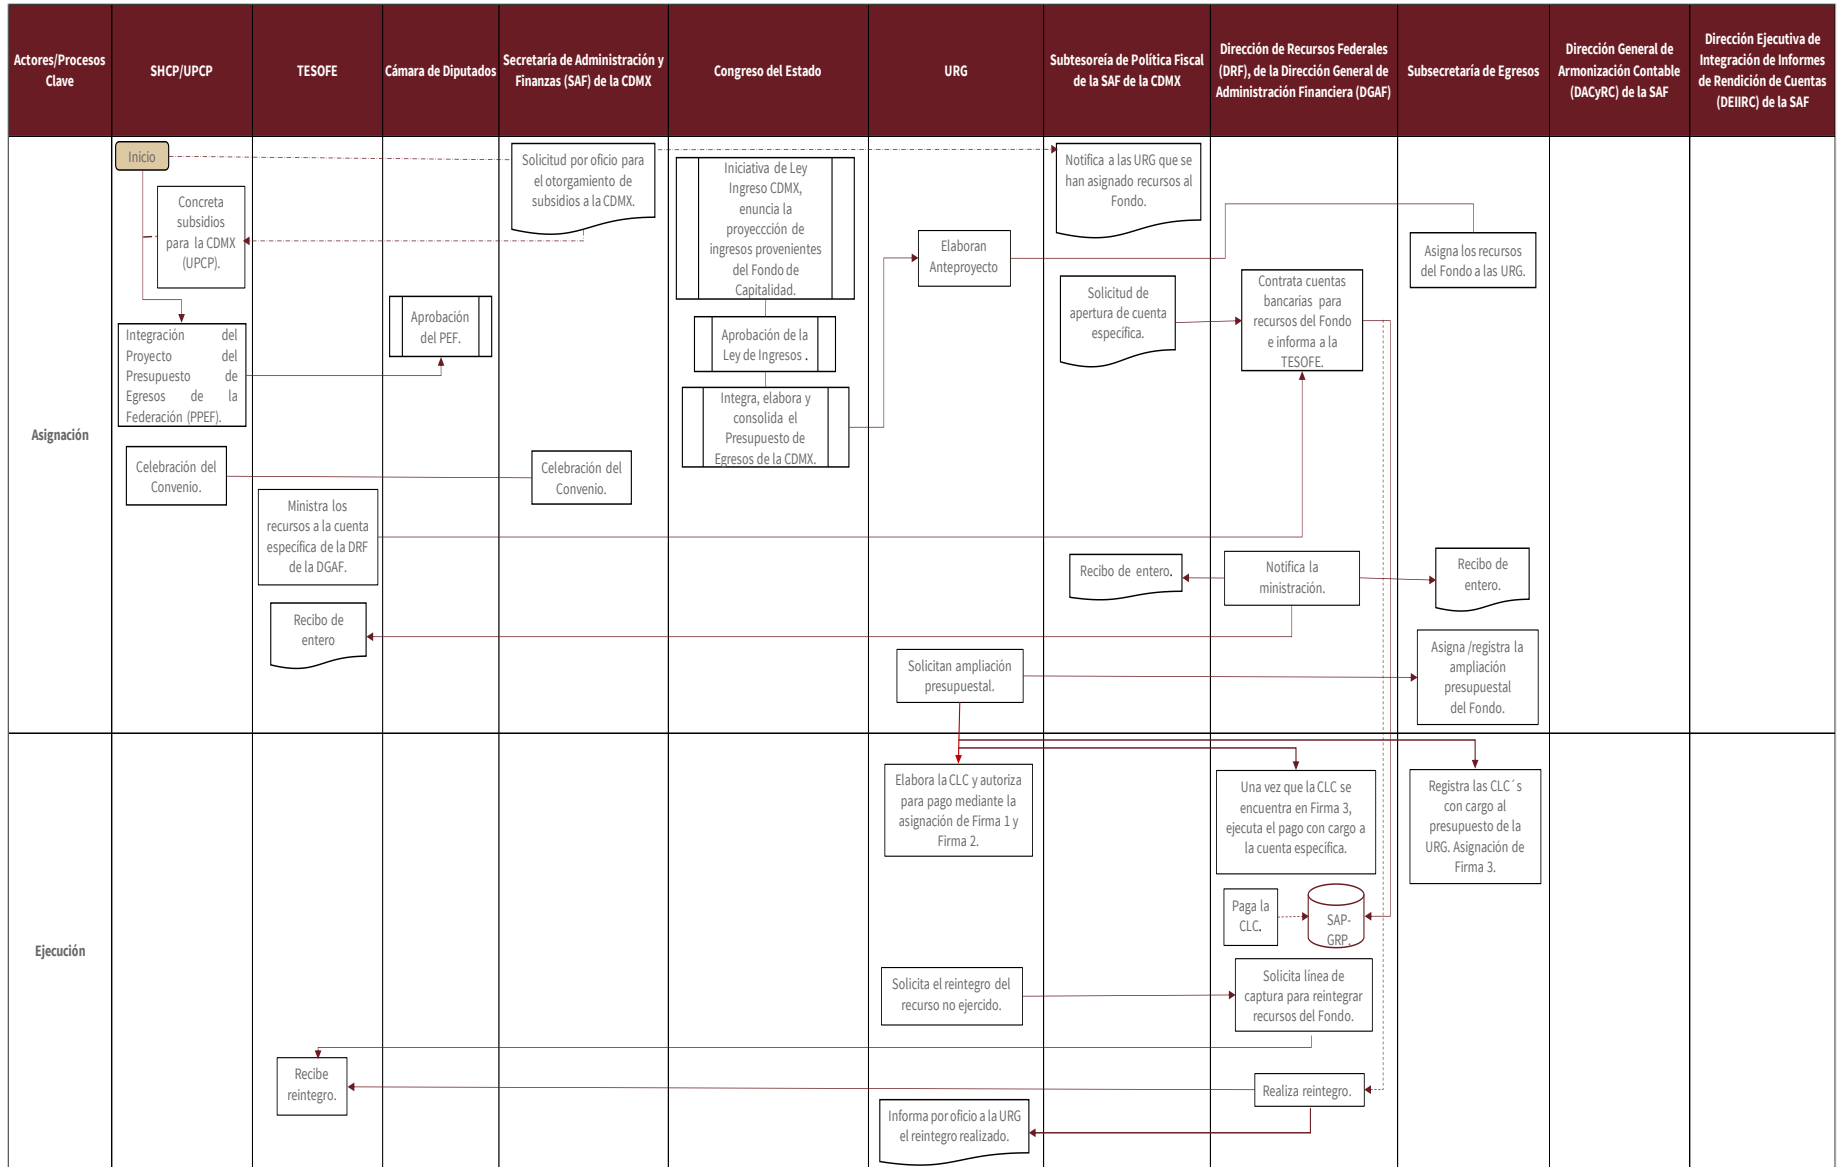 Actores/Procesos
Clave
SHCP/UPCP
TESOFE
Cámara de Diputados
Secretaría de Administración y
Finanzas (SAF) de la CDMX
Congreso del Estado
URG
Subtesoreía de Política Fiscal
de la SAF de la CDMX
Dirección de Recursos Federales
(DRF), de la Dirección General de
Administración Financiera (DGAF)
Subsecretaría de Egresos
Dirección General de
Armonización Contable
(DACyRC) de la SAF
Dirección Ejecutiva de
Integración de Informes
de Rendición de Cuentas
(DEIIRC) de la SAF
Asignación
Inicio
Concreta
subsidios
para la CDMX
(UPCP).
Integración del
Proyecto del
Presupuesto de
Egresos de la
Federación (PPEF).
Celebración del
Convenio.
Ministra los
recursos a la cuenta
específica de la DRF
de la DGAF.
Recibo de
entero
Aprobación
del PEF.
Solicitud por oficio para
el otorgamiento de
subsidios a la CDMX.
Celebración del
Convenio.
Iniciativa de Ley
Ingreso CDMX,
enuncia la
proyeccción de
ingresos provenientes
del Fondo de
Capitalidad.
Aprobación de la
Ley de Ingresos .
Integra, elabora y
consolida el
Presupuesto de
Egresos de la CDMX.
Elaboran
Anteproyecto
Solicitan ampliación
presupuestal.
Notifica a las URG que se
han asignado recursos al
Fondo.
Solicitud de
apertura de cuenta
específica.
Recibo de entero.
Contrata cuentas
bancarias para
recursos del Fondo
e informa a la
TESOFE.
Notifica la
ministración.
Asigna los recursos
del Fondo a las URG.
Recibo de
entero.
Asigna /registra la
ampliación
presupuestal
del Fondo.
Ejecución
Elabora la CLC y autoriza
para pago mediante la
asignación de Firma 1 y
Firma 2.
Una vez que la CLC se
encuentra en Firma 3,
ejecuta el pago con cargo a
la cuenta específica.
Registra las CLC´s
con cargo al
presupuesto de la
URG. Asignación de
Firma 3.
Paga la
CLC.
SAP-
GRP.
Solicita el reintegro del
recurso no ejercido.
Solicita línea de
captura para reintegrar
recursos del Fondo.
Recibe
reintegro.
Realiza reintegro.
Informa por oficio a la URG
el reintegro realizado.